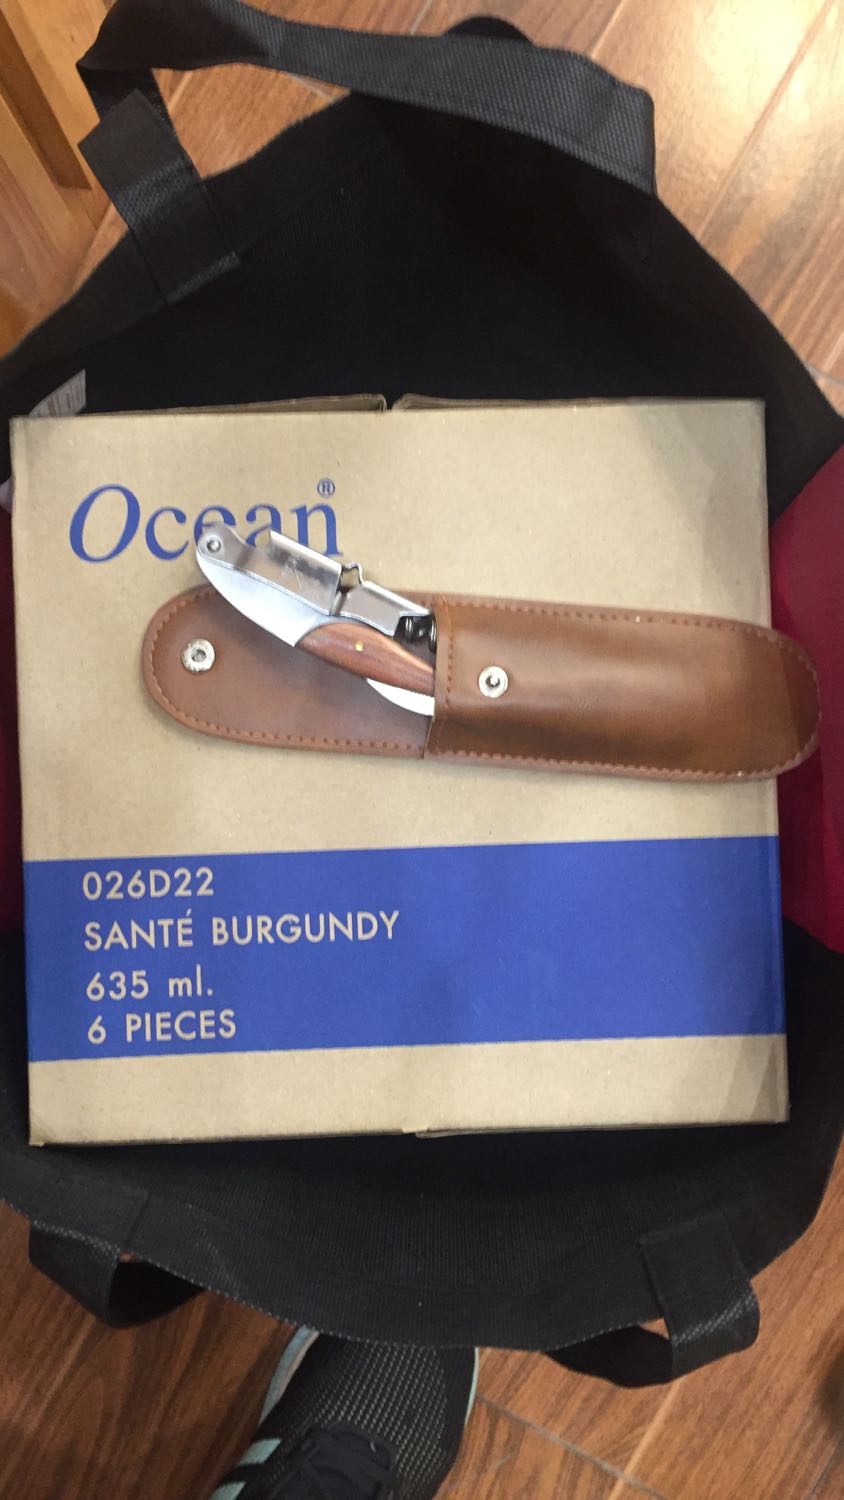 Ocean®
026D22
SANTÉ BURGUNDY
635 ml.
6 PIECES